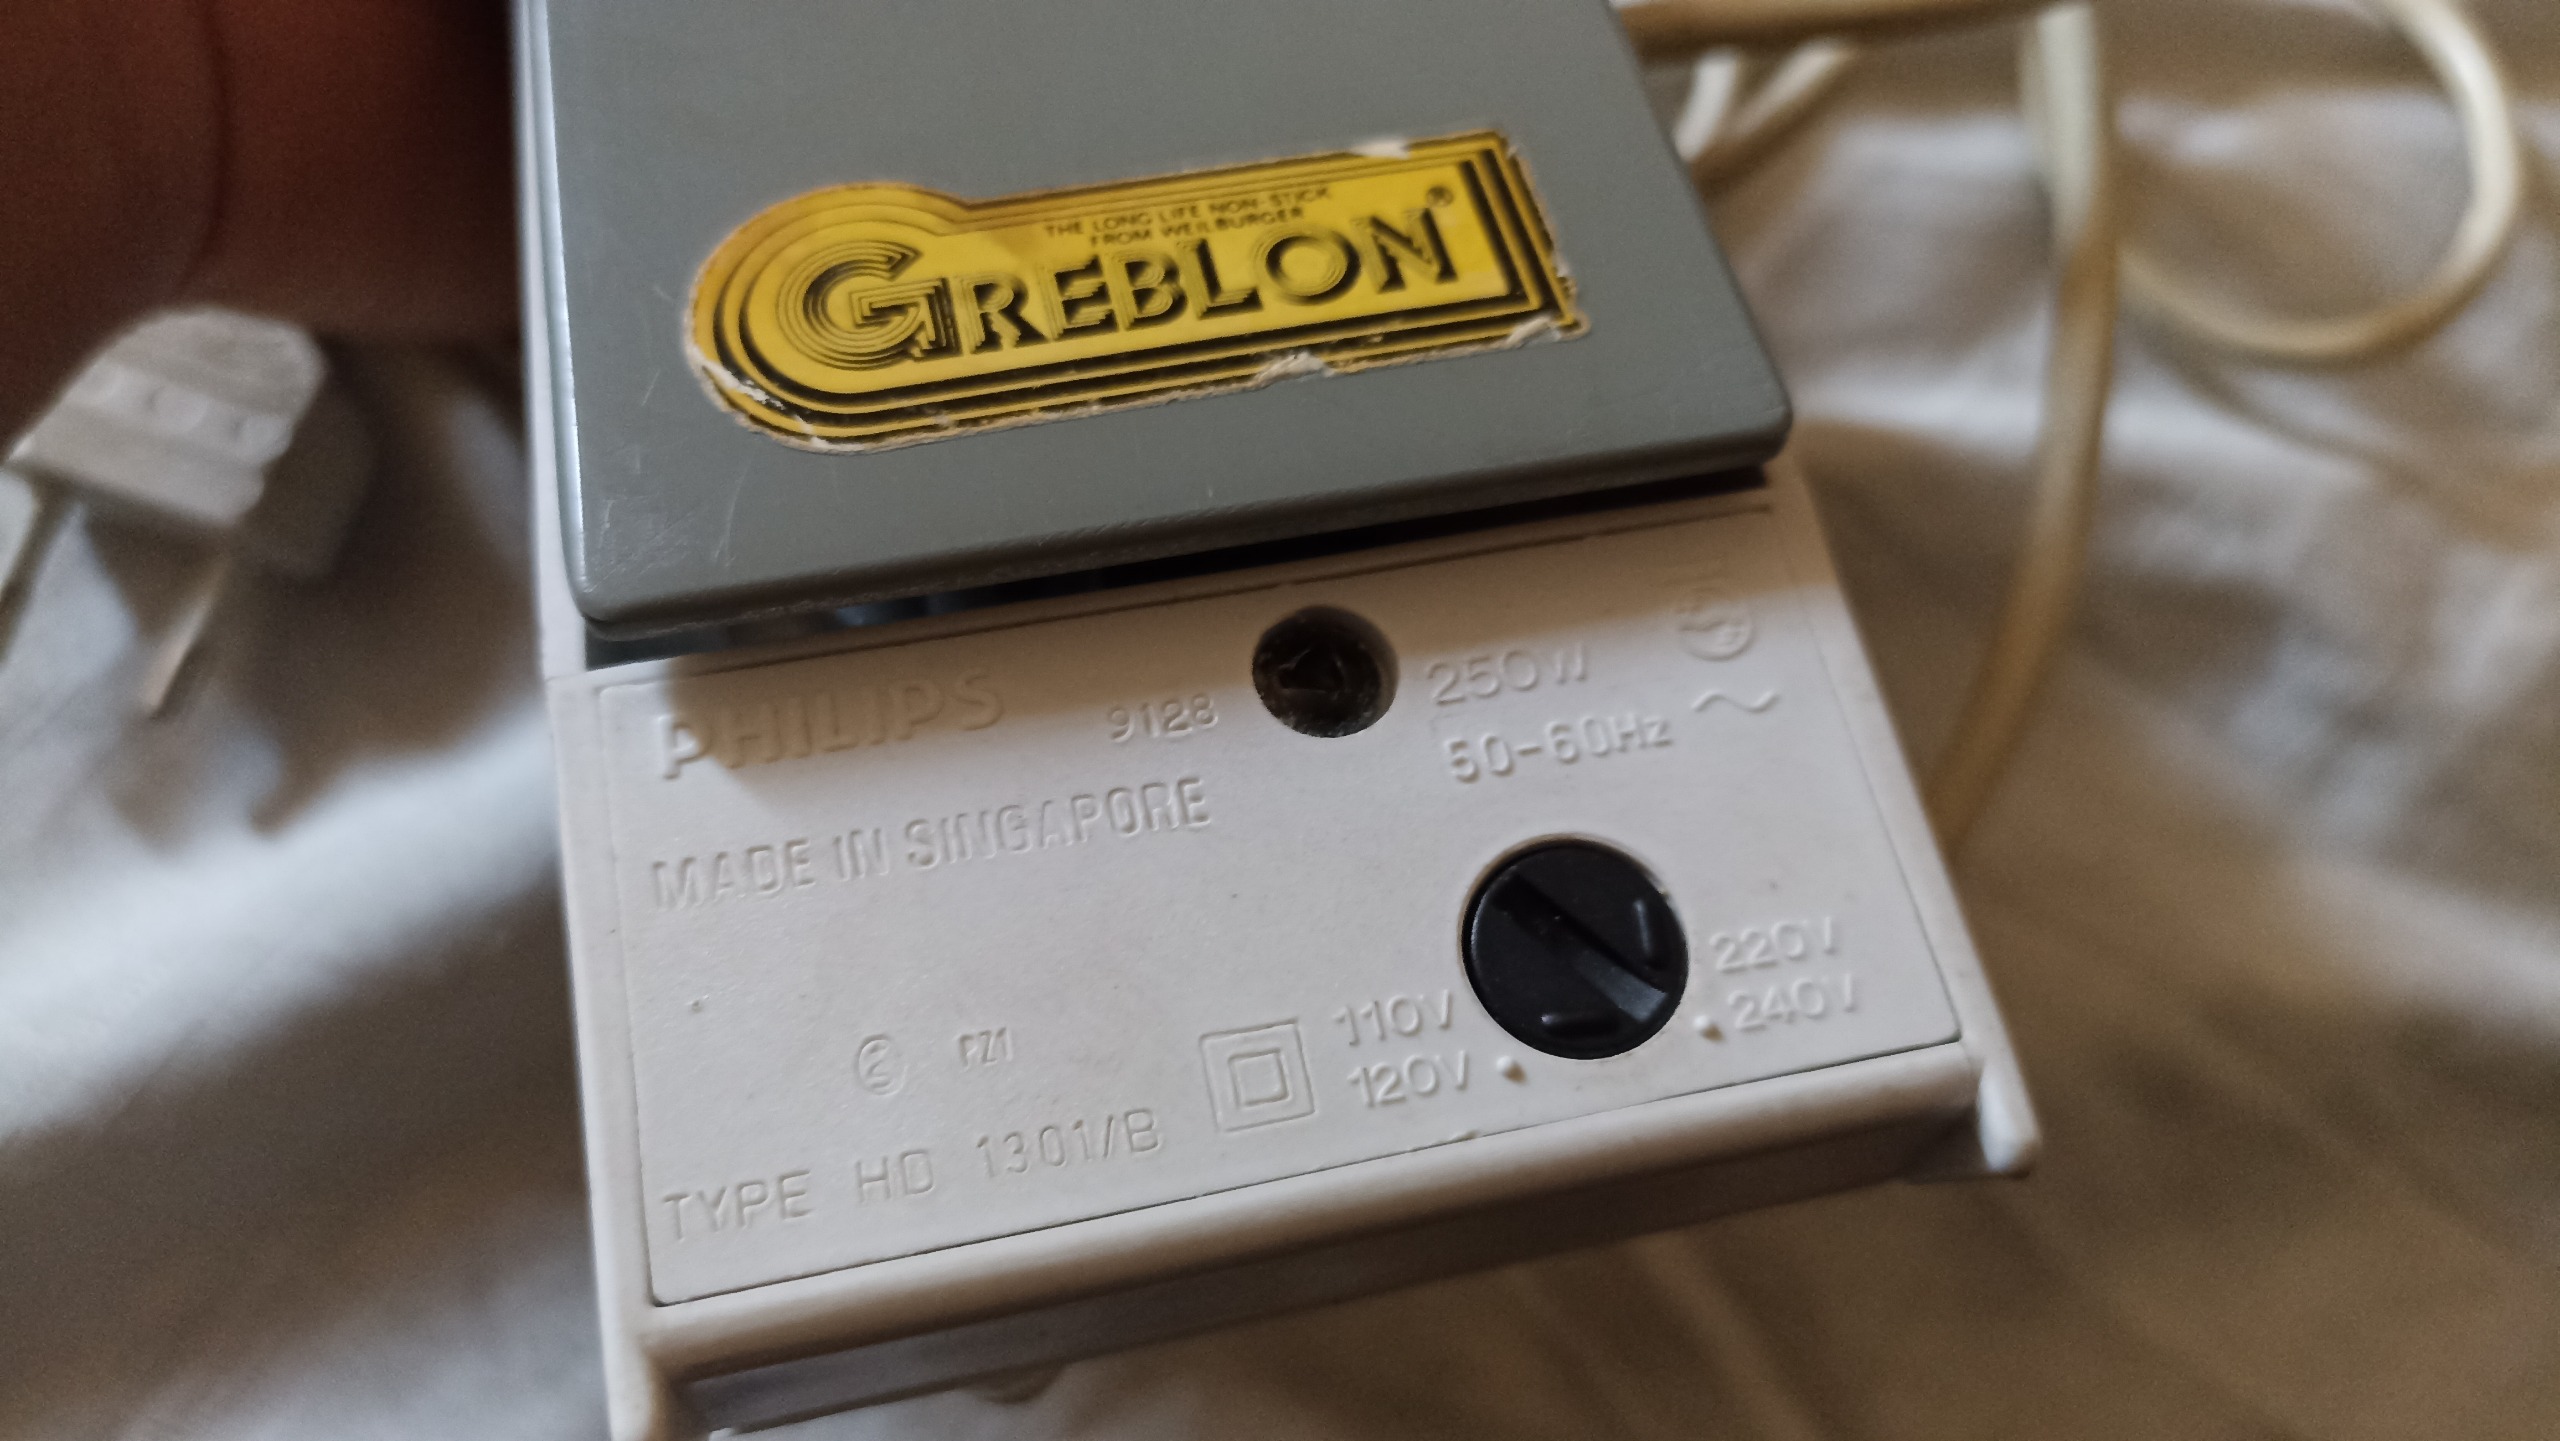 THE LONG LIFE NON-STICK
FROM WEILBURGER
GREBLON®
PHILIPS
9128
250W
50-60Hz ~
MADE IN SINGAPORE
220V
240V
110V
120V
RZ1
TYPE HD 1301/B